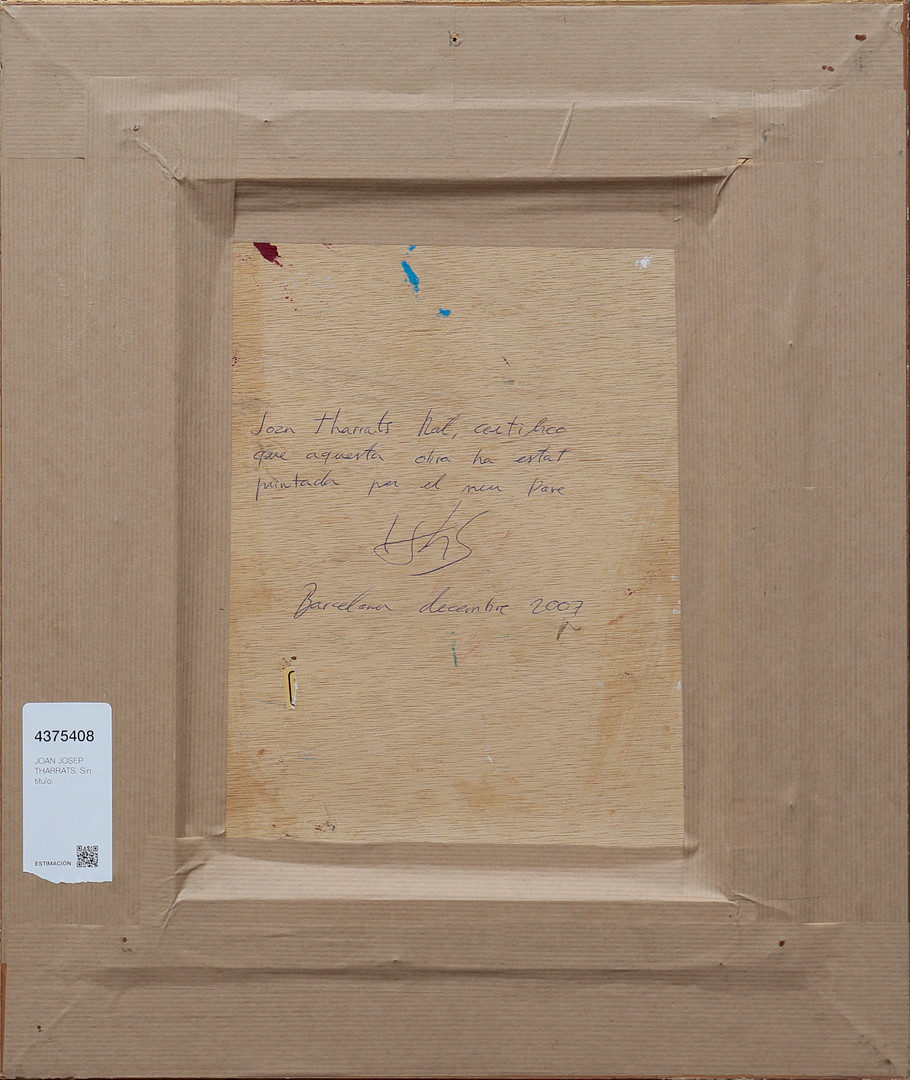 Joan Tharrats Ral, certifico
que aquesta obra ha estat
pintada per el meu Pare
Barcelona decembre 2007
4375408
JOAN JOSEP
THARRATS. Sin
título.
ESTIMACIÓN